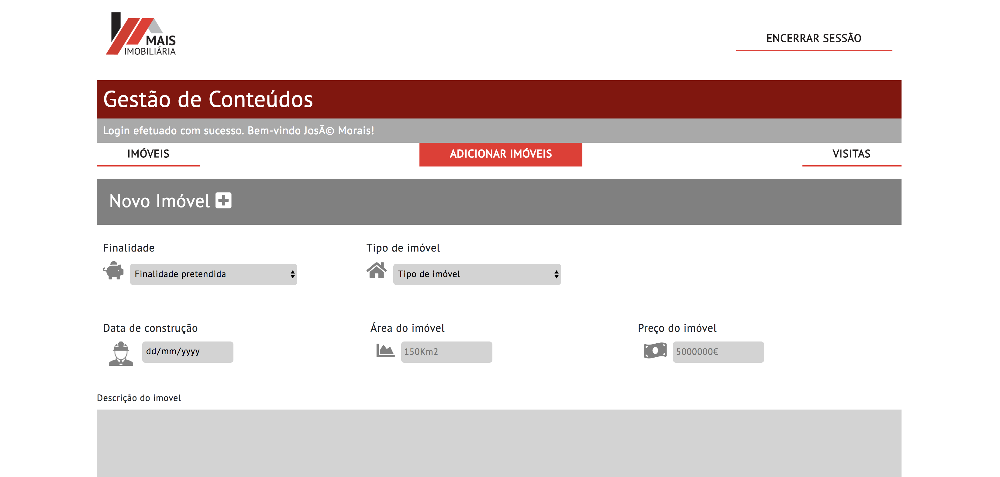 MAIS
IMOBILIÁRIA
ENCERRAR SESSÃO
Gestão de Conteúdos
Login efetuado com sucesso. Bem-vindo JosÃ© Morais!
IMÓVEIS
ADICIONAR IMÓVEIS
VISITAS
Novo Imóvel
Finalidade
Tipo de imóvel
Finalidade pretendida
Tipo de imóvel
Data de construção
Área do imóvel
Preço do imóvel
dd/mm/yyyy
150Km2
5000000€
Descrição do imovel